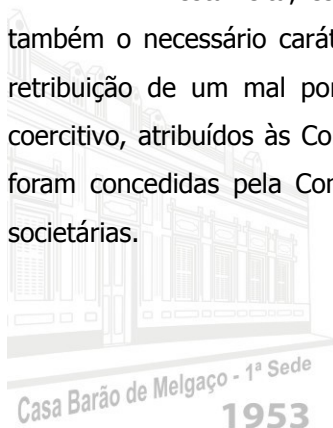 também o necessário carát
retribuição de um mal por
coercitivo, atribuídos às Co
foram concedidas pela Con
societárias.
Casa Barão de Melgaço - 1ª Sede
1953